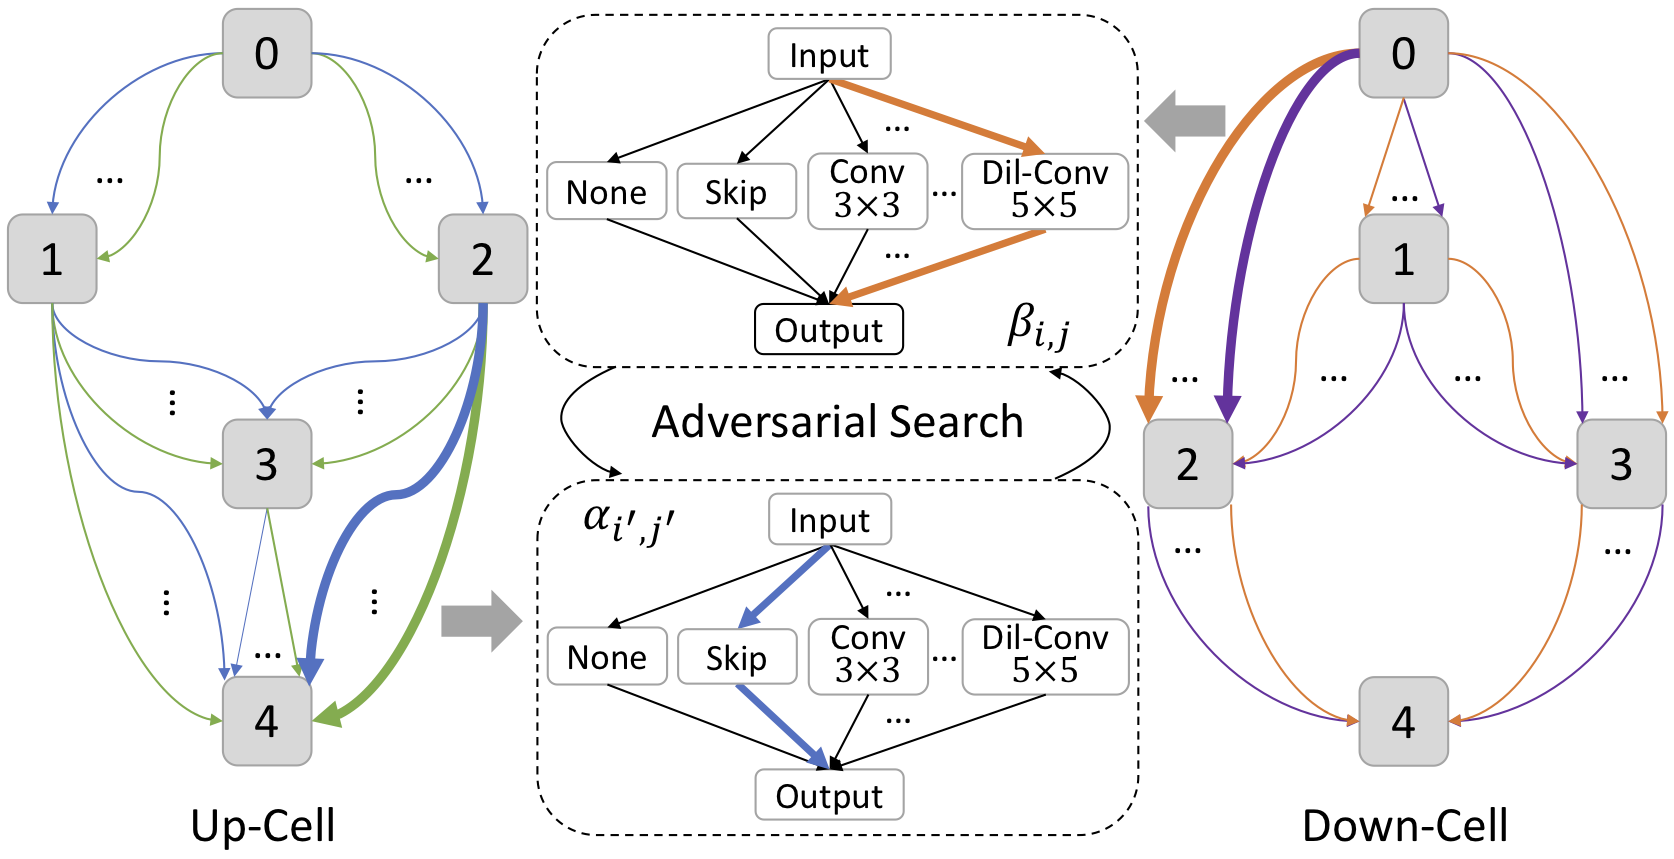 0
...
...
1
2
...
...
3
...
...
...
4
Up-Cell
Input
...
None
Skip
Conv
3×3
...
Dil-Conv
5×5
...
Output
β_{i,j}
Adversarial Search
α_{i′,j′}
Input
...
None
Skip
Conv
3×3
...
Dil-Conv
5×5
...
Output
0
...
1
...
...
...
...
2
3
...
...
4
Down-Cell